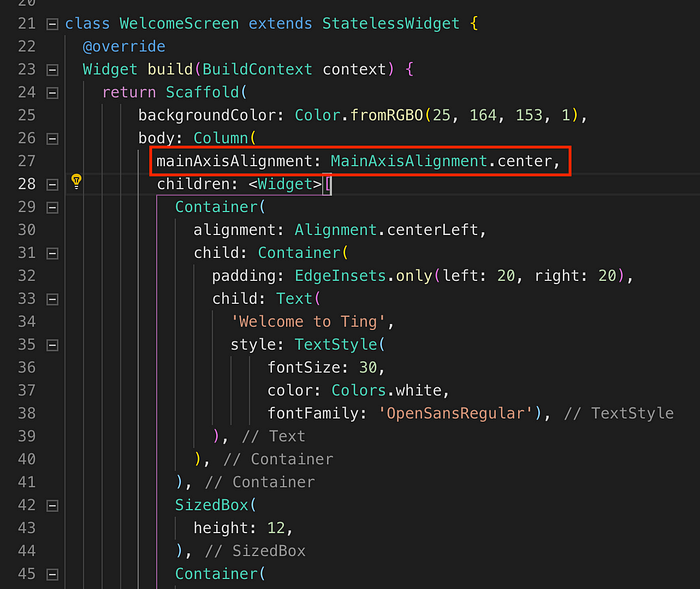 20
21 class WelcomeScreen extends StatelessWidget {
22 @override
23 Widget build(BuildContext context) {
24 return Scaffold(
25 backgroundColor: Color.fromRGBO(25, 164, 153, 1),
26 body: Column(
27 mainAxisAlignment: MainAxisAlignment.center,
28 children: <Widget>[
29 Container(
30 alignment: Alignment.centerLeft,
31 child: Container(
32 padding: EdgeInsets.only(left: 20, right: 20),
33 child: Text(
34 'Welcome to Ting',
35 style: TextStyle(
36 fontSize: 30,
37 color: Colors.white,
38 fontFamily: 'OpenSansRegular'), // TextStyle
39 ), // Text
40 ), // Container
41 ), // Container
42 SizedBox(
43 height: 12,
44 ), // SizedBox
45 Container(